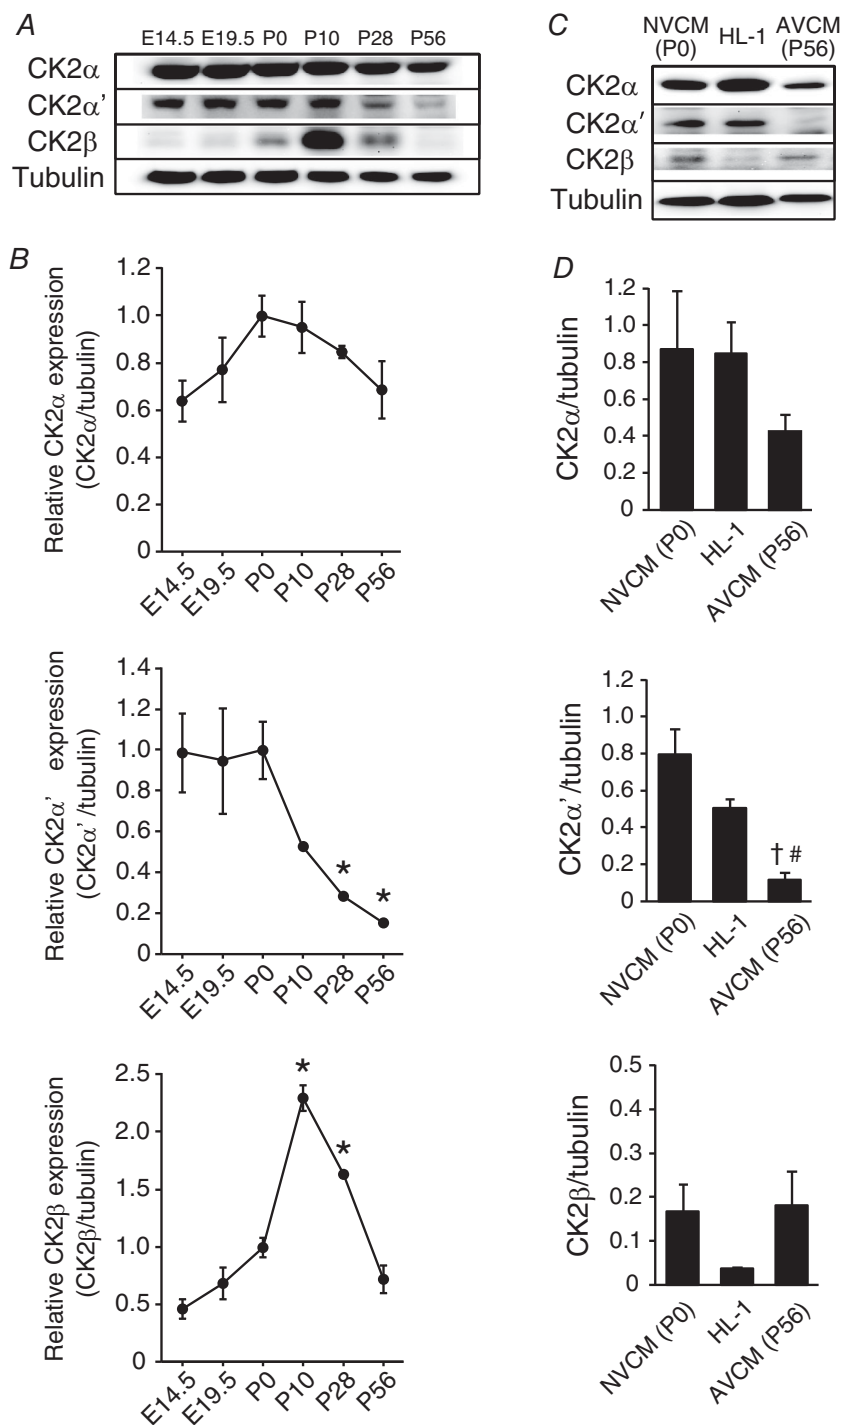 A
E14.5 E19.5 P0 P10 P28 P56
CK2α
CK2α’
CK2β
Tubulin
C
NVCM (P0) HL-1 AVCM (P56)
CK2α
CK2α′
CK2β
Tubulin
B
Relative CK2α expression
(CK2α/tubulin)
1.2
1.0
0.8
0.6
0.4
0.2
0
E14.5
E19.5
P0
P10
P28
P56
Relative CK2α’ expression
(CK2α’/tubulin)
1.4
1.2
1.0
0.8
0.6
0.4
0.2
0
*
*
E14.5
E19.5
P0
P10
P28
P56
Relative CK2β expression
(CK2β/tubulin)
2.5
2.0
1.5
1.0
0.5
0
*
*
E14.5
E19.5
P0
P10
P28
P56
D
CK2α/tubulin
1.2
1.0
0.8
0.6
0.4
0.2
0
NVCM (P0)
HL-1
AVCM (P56)
CK2α’/tubulin
1.2
1.0
0.8
0.6
0.4
0.2
0
† #
NVCM (P0)
HL-1
AVCM (P56)
CK2β/tubulin
0.5
0.4
0.3
0.2
0.1
0
NVCM (P0)
HL-1
AVCM (P56)